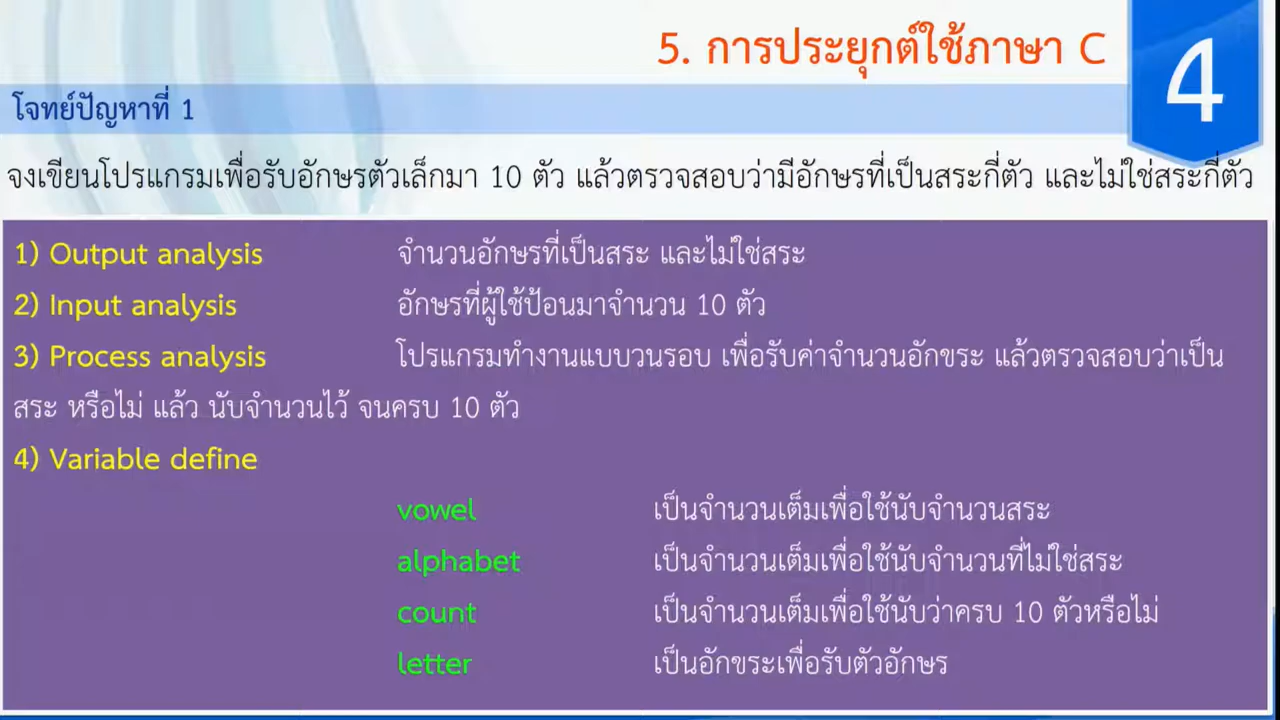 5. การประยุกต์ใช้ภาษา C
4
โจทย์ปัญหาที่ 1
จงเขียนโปรแกรมเพื่อรับอักษรตัวเล็กมา 10 ตัว แล้วตรวจสอบว่ามีอักษรที่เป็นสระกี่ตัว และไม่ใช่สระกี่ตัว
1) Output analysis จำนวนอักษรที่เป็นสระ และไม่ใช่สระ
2) Input analysis อักษรที่ผู้ใช้ป้อนมาจำนวน 10 ตัว
3) Process analysis โปรแกรมทำงานแบบวนรอบ เพื่อรับค่าจำนวนอักขระ แล้วตรวจสอบว่าเป็น
สระ หรือไม่ แล้ว นับจำนวนไว้ จนครบ 10 ตัว
4) Variable define
vowel เป็นจำนวนเต็มเพื่อใช้นับจำนวนสระ
alphabet เป็นจำนวนเต็มเพื่อใช้นับจำนวนที่ไม่ใช่สระ
count เป็นจำนวนเต็มเพื่อใช้นับว่าครบ 10 ตัวหรือไม่
letter เป็นอักขระเพื่อรับตัวอักษร